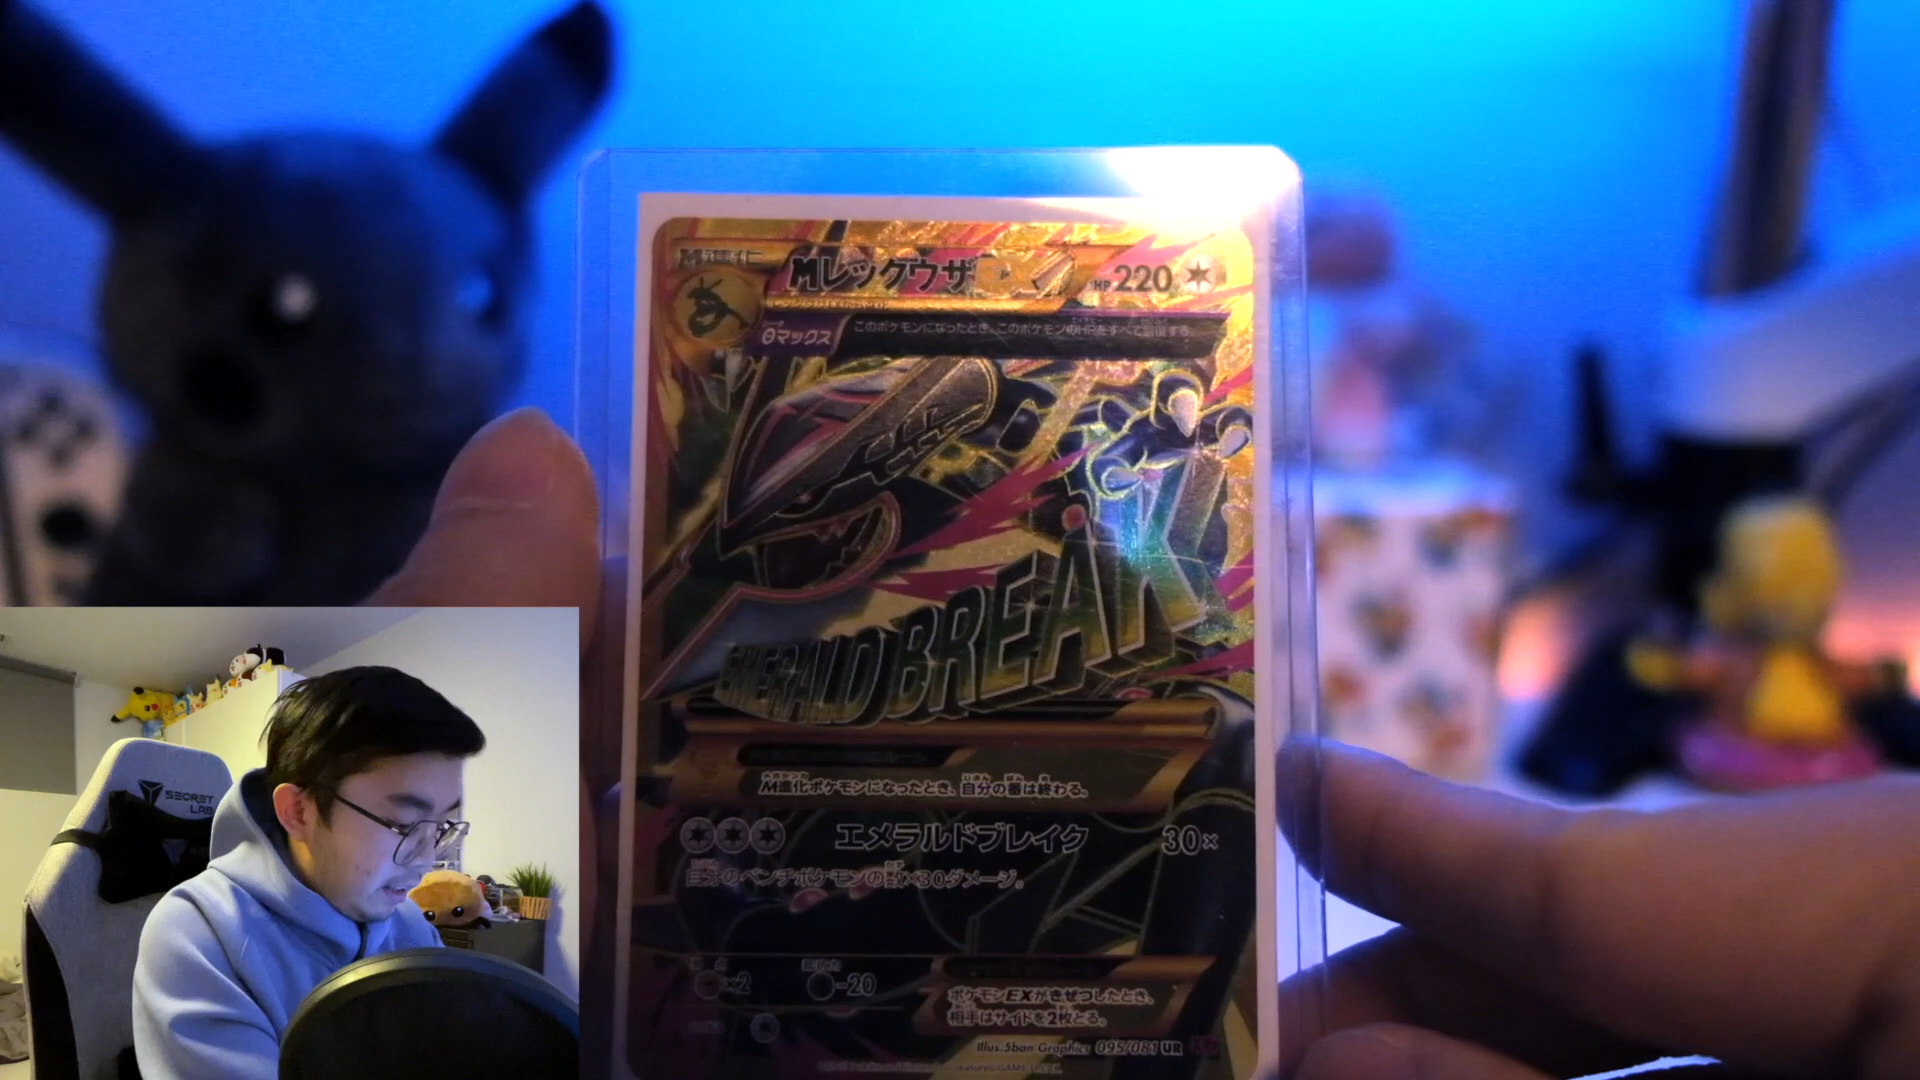 M進化
MレックウザEX HP220
θマックス
このポケモンになったとき、このポケモンのHPをすべて回復する。
EMERALD BREAK
M進化ポケモンになったとき、自分の番は終わる。
エメラルドブレイク 30×
自分のベンチポケモンの数×30ダメージ。
×2 -20
ポケモンEXがきぜつしたとき、
相手はサイドを2枚とる。
Illus. 5ban Graphics 095/081 UR
SECRET
LAB